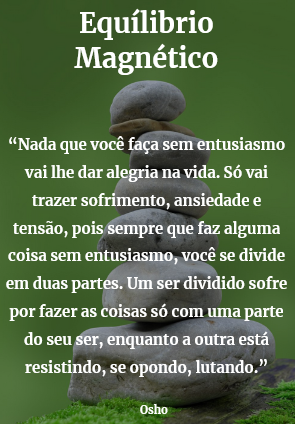 Equílibrio
Magnético
“Nada que você faça sem entusiasmo
vai lhe dar alegria na vida. Só vai
trazer sofrimento, ansiedade e
tensão, pois sempre que faz alguma
coisa sem entusiasmo, você se divide
em duas partes. Um ser dividido sofre
por fazer as coisas só com uma parte
do seu ser, enquanto a outra está
resistindo, se opondo, lutando.”
Osho